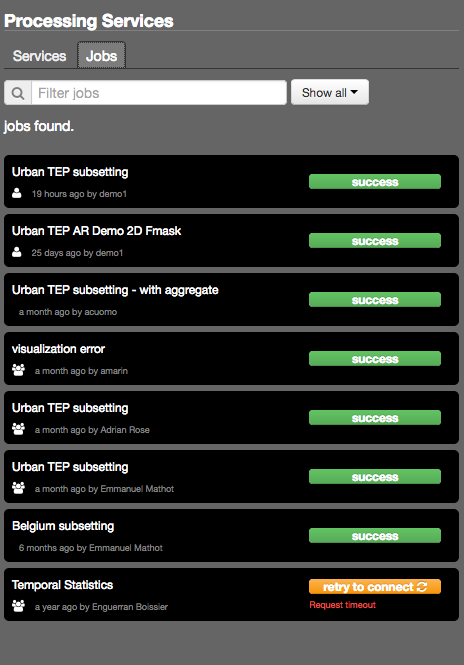 Processing Services
Services Jobs
Filter jobs Show all
jobs found.
Urban TEP subsetting
success
19 hours ago by demo1
Urban TEP AR Demo 2D Fmask
success
25 days ago by demo1
Urban TEP subsetting - with aggregate
success
a month ago by acuomo
visualization error
success
a month ago by amarin
Urban TEP subsetting
success
a month ago by Adrian Rose
Urban TEP subsetting
success
a month ago by Emmanuel Mathot
Belgium subsetting
success
6 months ago by Emmanuel Mathot
Temporal Statistics
retry to connect
a year ago by Enguerran Boissier
Request timeout